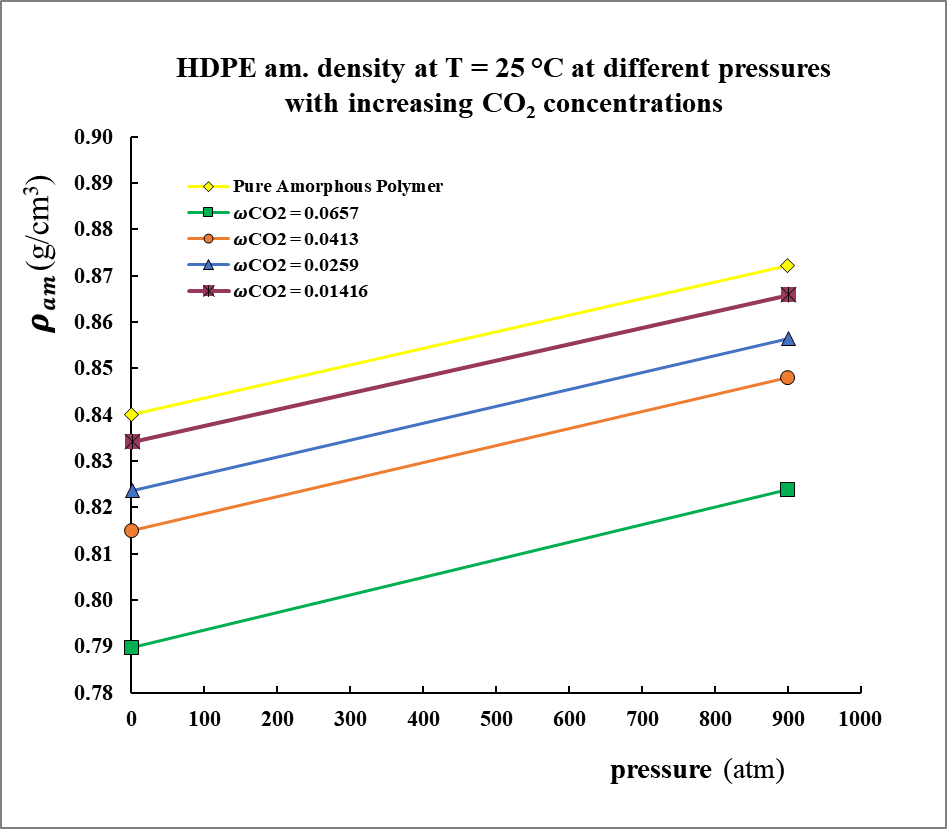 HDPE am. density at T = 25 °C at different pressures
with increasing CO₂ concentrations
0.90
0.89
0.88
0.87
0.86
0.85
0.84
0.83
0.82
0.81
0.80
0.79
0.78
ρ am (g/cm³)
Pure Amorphous Polymer
ωCO2 = 0.0657
ωCO2 = 0.0413
ωCO2 = 0.0259
ωCO2 = 0.01416
0 100 200 300 400 500 600 700 800 900 1000
pressure (atm)